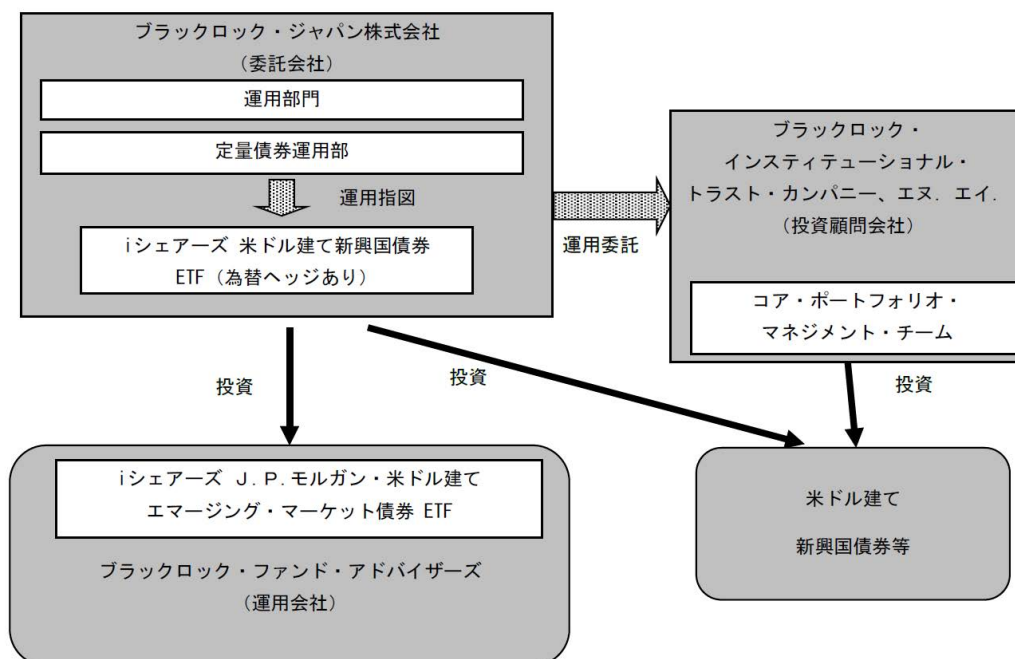 ブラックロック・ジャパン株式会社
（委託会社）
運用部門
定量債券運用部
運用指図
iシェアーズ 米ドル建て新興国債券
ETF（為替ヘッジあり）
運用委託
ブラックロック・
インスティテューショナル・
トラスト・カンパニー、エヌ．エイ．
（投資顧問会社）
コア・ポートフォリオ・
マネジメント・チーム
投資
投資
投資
iシェアーズ Ｊ.Ｐ.モルガン・米ドル建て
エマージング・マーケット債券 ETF
ブラックロック・ファンド・アドバイザーズ
（運用会社）
米ドル建て
新興国債券等